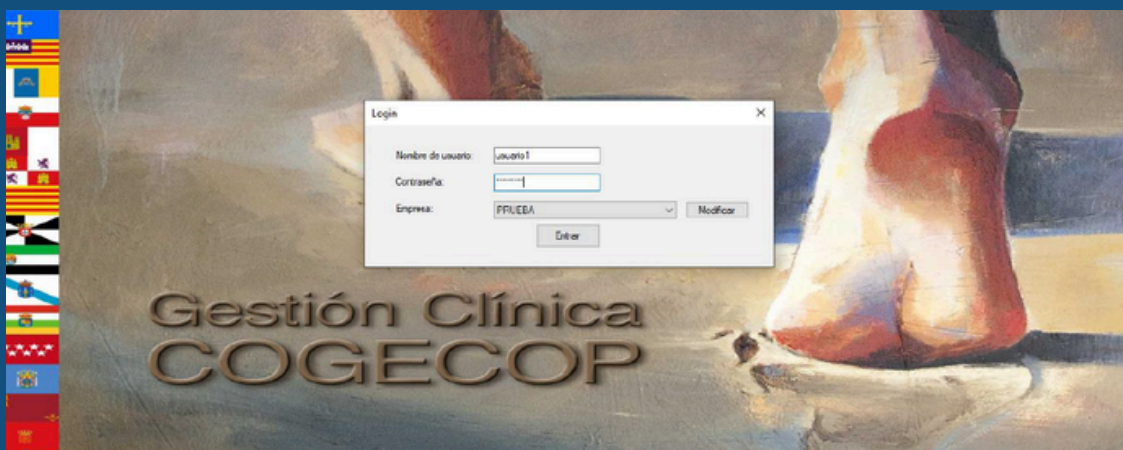 Login
Nombre de usuario: usuario1
Contraseña:
Empresa: PRUEBA Modificar
Entrar
Gestión Clínica
COGECOP